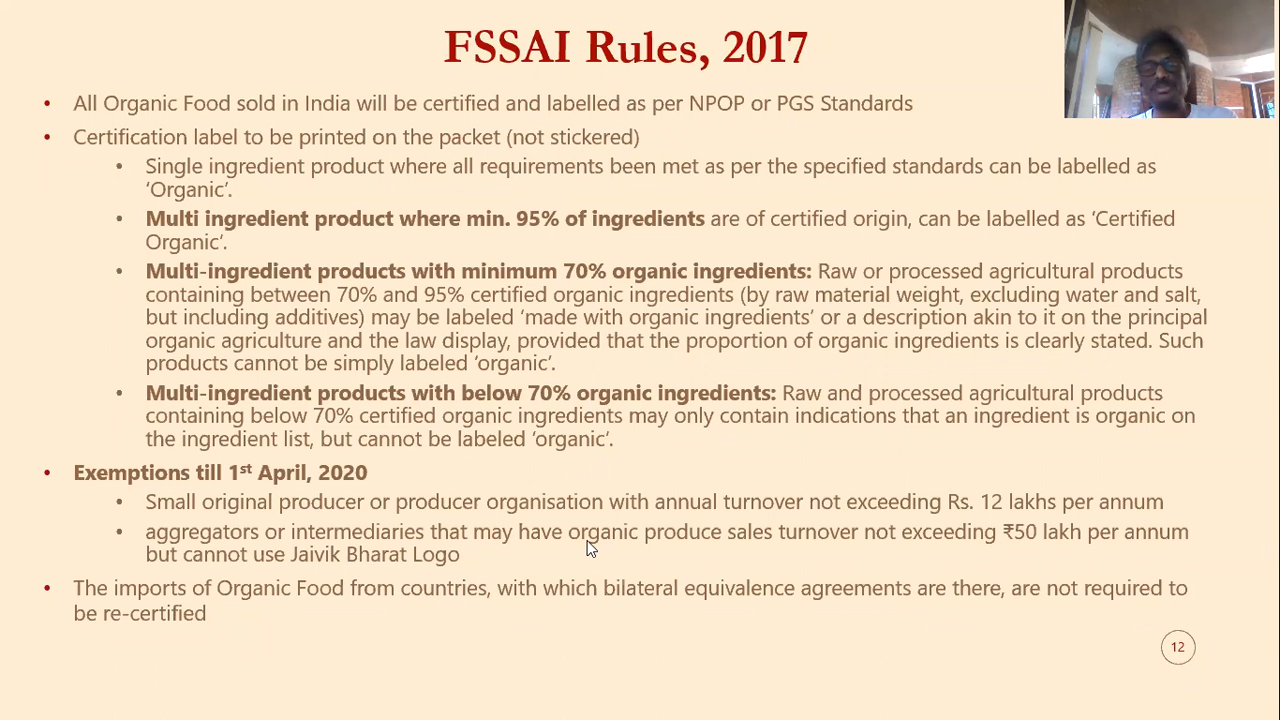 FSSAI Rules, 2017
• All Organic Food sold in India will be certified and labelled as per NPOP or PGS Standards
• Certification label to be printed on the packet (not stickered)
• Single ingredient product where all requirements been met as per the specified standards can be labelled as
‘Organic’.
• Multi ingredient product where min. 95% of ingredients are of certified origin, can be labelled as ‘Certified
Organic’.
• Multi-ingredient products with minimum 70% organic ingredients: Raw or processed agricultural products
containing between 70% and 95% certified organic ingredients (by raw material weight, excluding water and salt,
but including additives) may be labeled ‘made with organic ingredients’ or a description akin to it on the principal
organic agriculture and the law display, provided that the proportion of organic ingredients is clearly stated. Such
products cannot be simply labeled ‘organic’.
• Multi-ingredient products with below 70% organic ingredients: Raw and processed agricultural products
containing below 70% certified organic ingredients may only contain indications that an ingredient is organic on
the ingredient list, but cannot be labeled ‘organic’.
• Exemptions till 1st April, 2020
• Small original producer or producer organisation with annual turnover not exceeding Rs. 12 lakhs per annum
• aggregators or intermediaries that may have organic produce sales turnover not exceeding ₹50 lakh per annum
but cannot use Jaivik Bharat Logo
• The imports of Organic Food from countries, with which bilateral equivalence agreements are there, are not required to
be re-certified
12